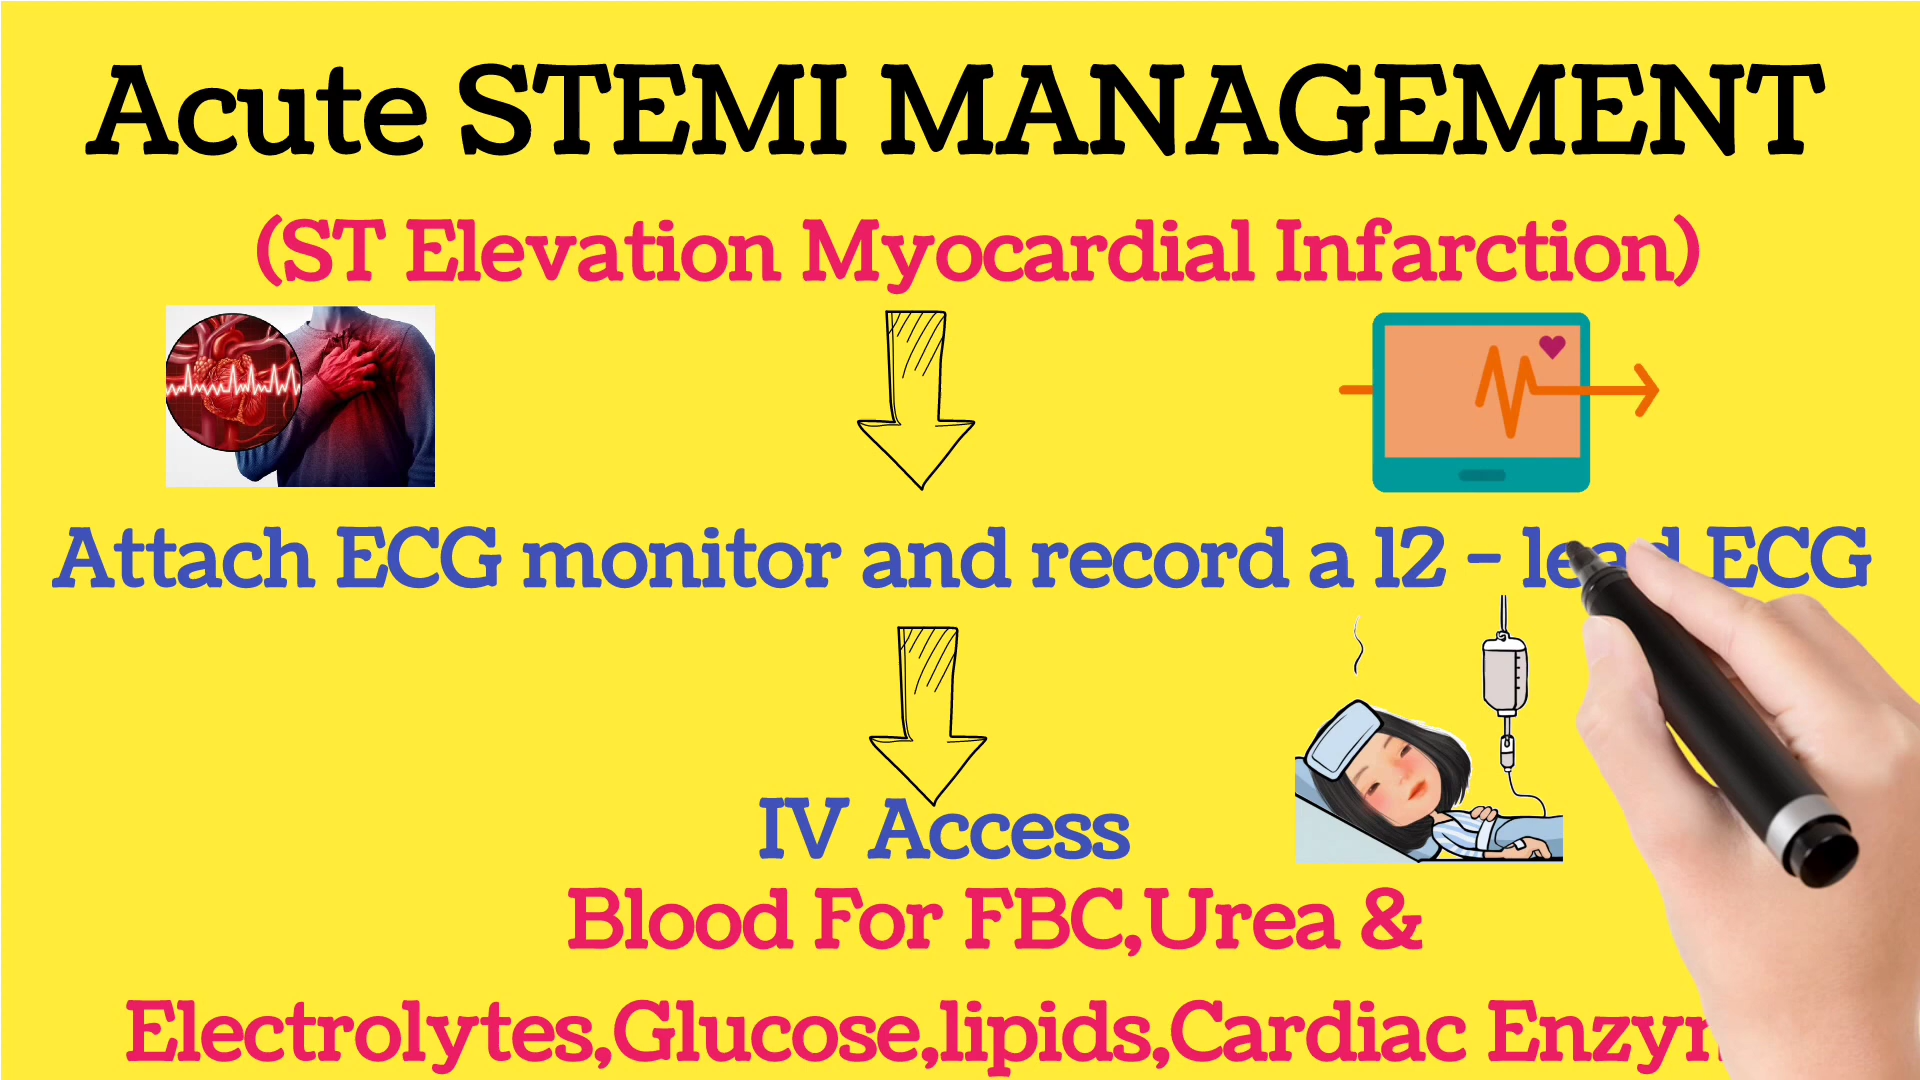 Acute STEMI MANAGEMENT
(ST Elevation Myocardial Infarction)
Attach ECG monitor and record a 12 - lead ECG
IV Access
Blood For FBC,Urea &
Electrolytes,Glucose,lipids,Cardiac